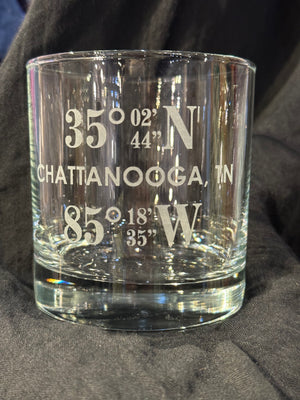 35° 02' 44” N
CHATTANOOGA, TN
85° 18' 35” W